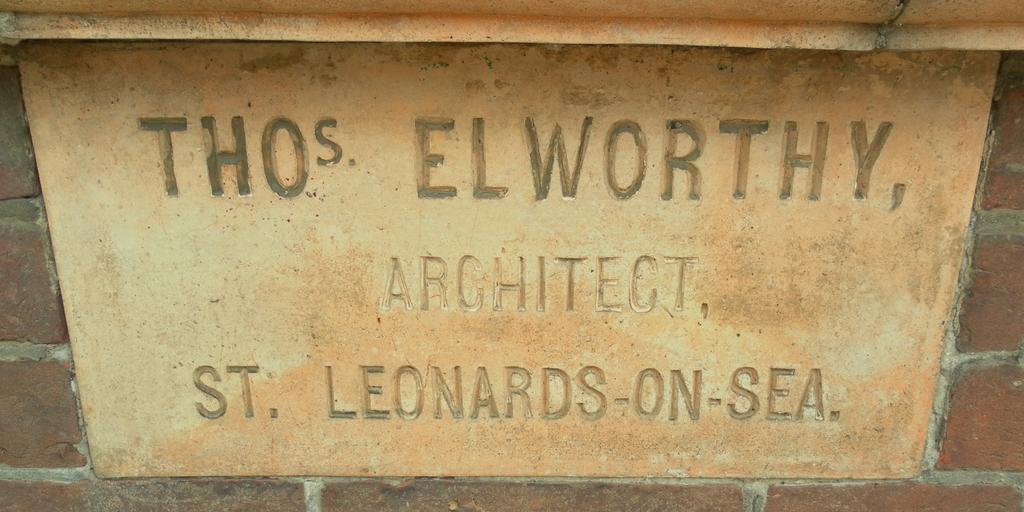 THOS. ELWORTHY,
ARCHITECT,
ST. LEONARDS-ON-SEA.